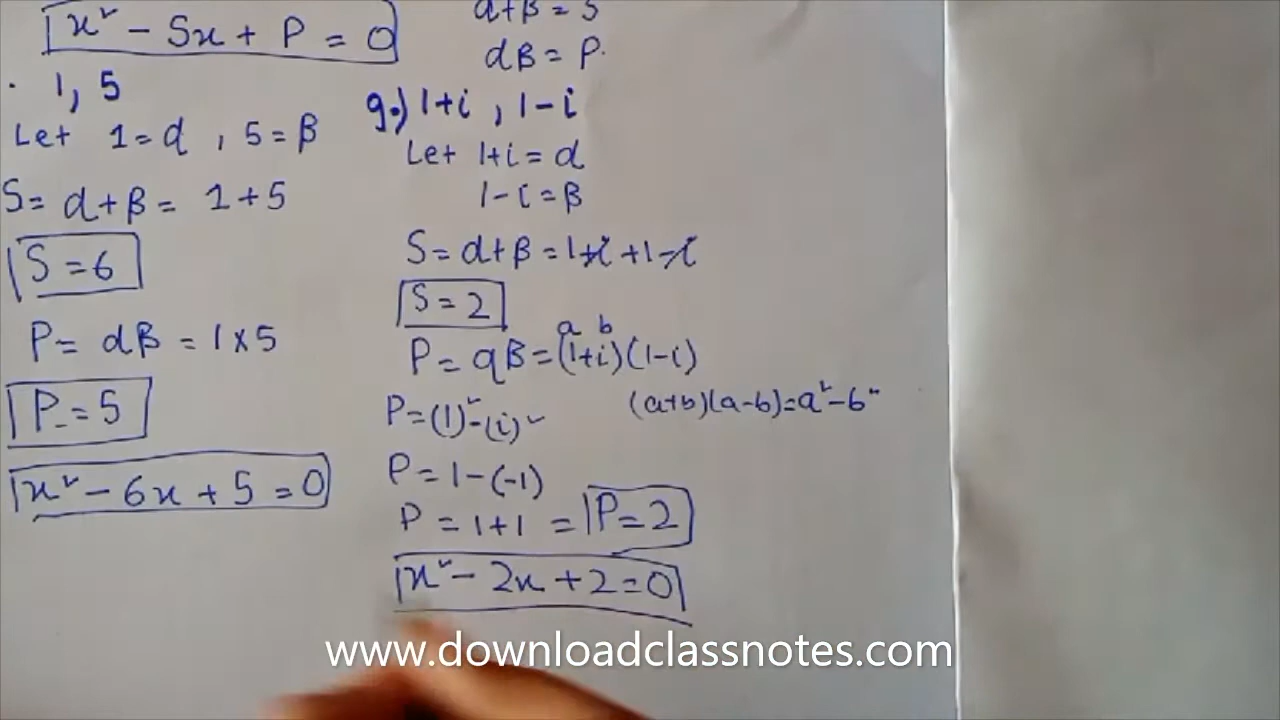 x² - Sx + P = 0
α+β = S
αβ = P.
. 1, 5
Let 1 = α , 5 = β
S = α+β = 1+5
S = 6
P = αβ = 1×5
P = 5
x² - 6x + 5 = 0
g.) 1+i , 1-i
Let 1+i = α
1-i = β
S = α+β = 1+i+1-i
S = 2
a b
P = αβ = (1+i)(1-i)
P = (1)² - (i)²
(a+b)(a-b) = a² - b²
P = 1-(-1)
P = 1+1 = P = 2
x² - 2x + 2 = 0
www.downloadclassnotes.com